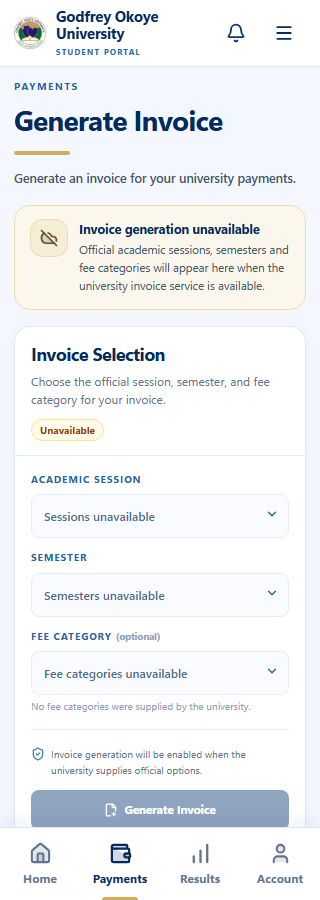 Godfrey Okoye
University
STUDENT PORTAL
PAYMENTS
Generate Invoice
Generate an invoice for your university payments.
Invoice generation unavailable
Official academic sessions, semesters and
fee categories will appear here when the
university invoice service is available.
Invoice Selection
Choose the official session, semester, and fee
category for your invoice.
Unavailable
ACADEMIC SESSION
Sessions unavailable
SEMESTER
Semesters unavailable
FEE CATEGORY (optional)
Fee categories unavailable
No fee categories were supplied by the university.
Invoice generation will be enabled when the
university supplies official options.
Generate Invoice
Home
Payments
Results
Account